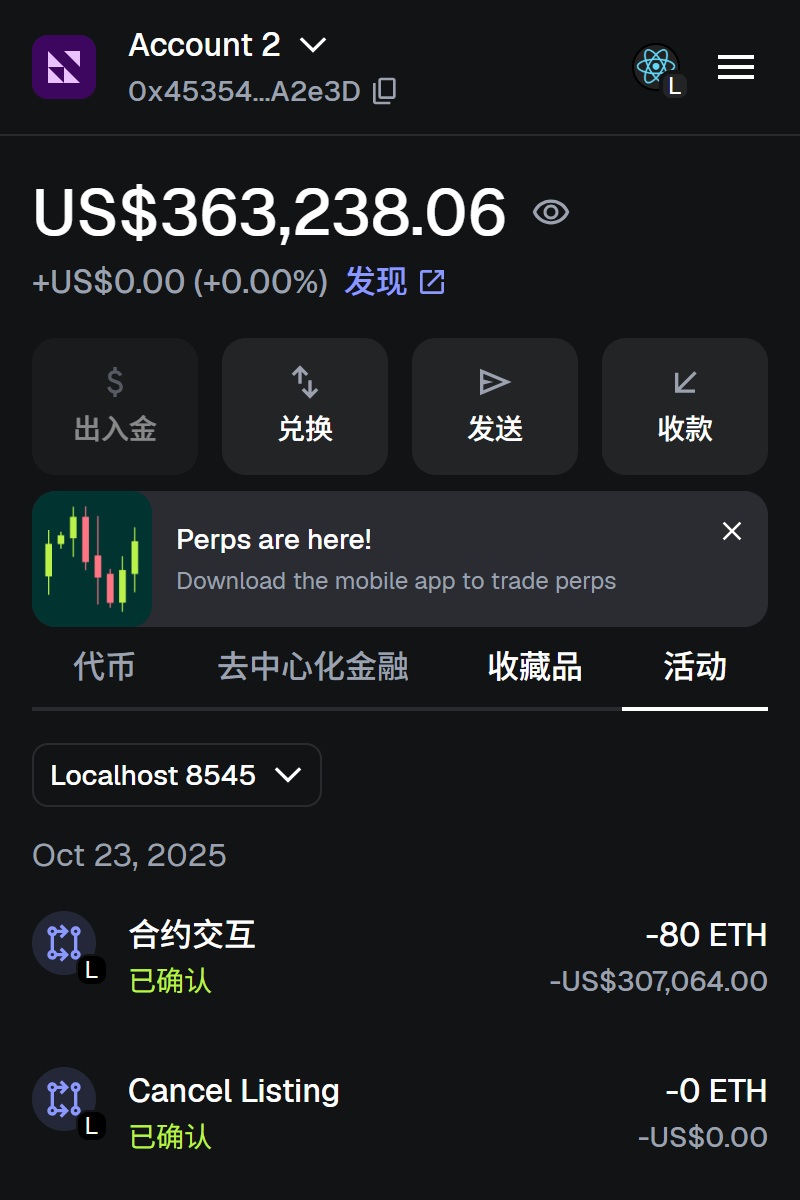 Account 2
0x45354...A2e3D
L
US$363,238.06
+US$0.00 (+0.00%) 发现
$
出入金
兑换
发送
收款
Perps are here!
Download the mobile app to trade perps
代币
去中心化金融
收藏品
活动
Localhost 8545
Oct 23, 2025
L
合约交互
-80 ETH
已确认
-US$307,064.00
L
Cancel Listing
-0 ETH
已确认
-US$0.00